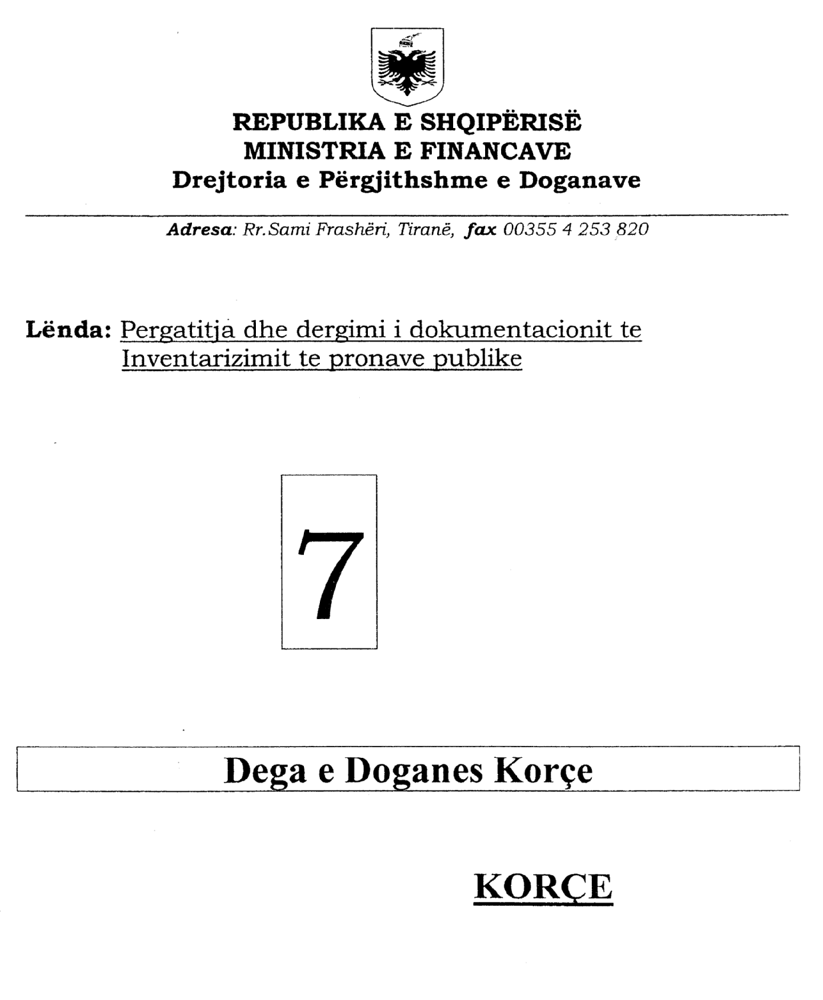 REPUBLIKA E SHQIPËRISË
MINISTRIA E FINANCAVE
Drejtoria e Përgjithshme e Doganave
Adresa: Rr.Sami Frashëri, Tiranë, fax 00355 4 253 820
Lënda: Pergatitja dhe dergimi i dokumentacionit te
Inventarizimit te pronave publike
7
Dega e Doganes Korçe
KORÇE